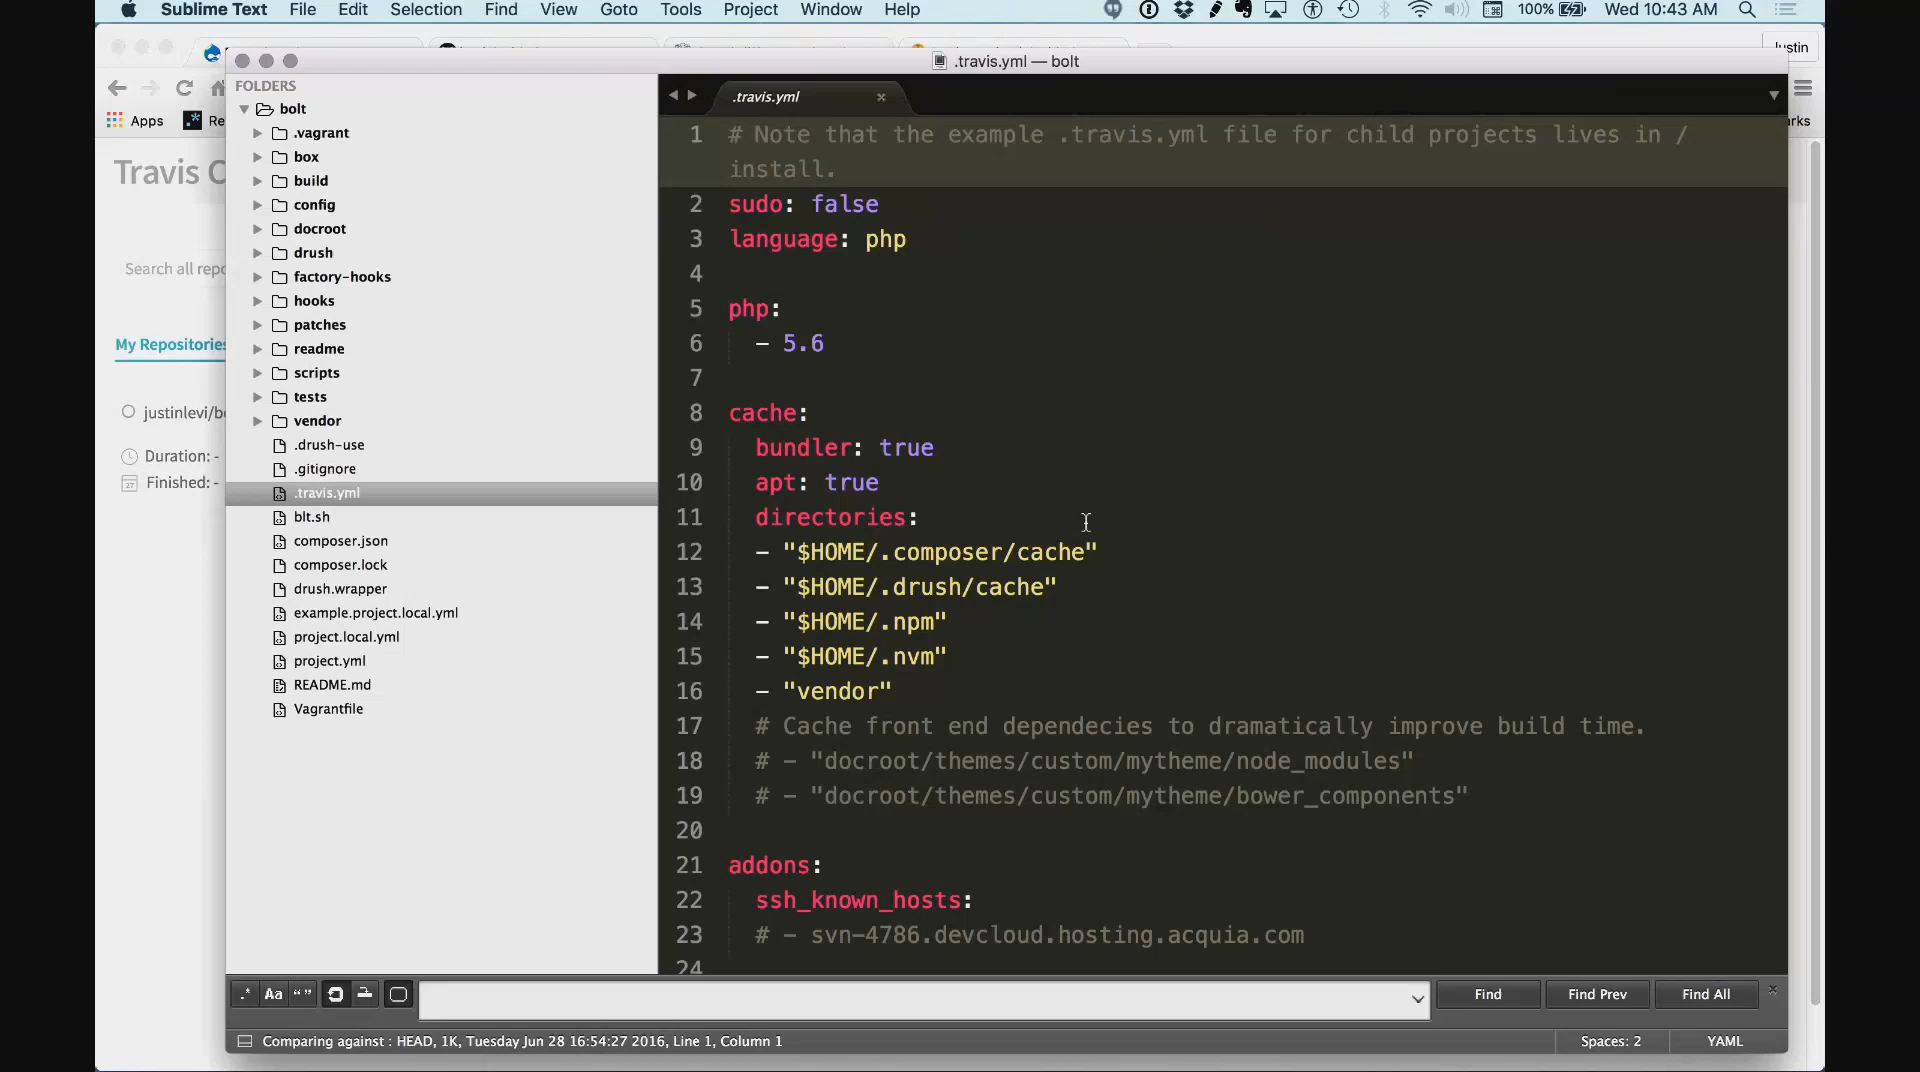 Sublime Text File Edit Selection Find View Goto Tools Project Window Help 100% Wed 10:43 AM
Justin
.travis.yml — bolt
Apps Re
rks
Travis C
Search all repo
My Repositories
justinlevi/b
Duration: -
27 Finished: -
FOLDERS
bolt
.vagrant
box
build
config
docroot
drush
factory-hooks
hooks
patches
readme
scripts
tests
vendor
.drush-use
.gitignore
.travis.yml
blt.sh
composer.json
composer.lock
drush.wrapper
example.project.local.yml
project.local.yml
project.yml
README.md
Vagrantfile
.travis.yml
1 # Note that the example .travis.yml file for child projects lives in /
install.
2 sudo: false
3 language: php
4
5 php:
6 - 5.6
7
8 cache:
9 bundler: true
10 apt: true
11 directories:
12 - "$HOME/.composer/cache"
13 - "$HOME/.drush/cache"
14 - "$HOME/.npm"
15 - "$HOME/.nvm"
16 - "vendor"
17 # Cache front end dependecies to dramatically improve build time.
18 # - "docroot/themes/custom/mytheme/node_modules"
19 # - "docroot/themes/custom/mytheme/bower_components"
20
21 addons:
22 ssh_known_hosts:
23 # - svn-4786.devcloud.hosting.acquia.com
24
.* Aa “” Find Find Prev Find All
Comparing against : HEAD, 1K, Tuesday Jun 28 16:54:27 2016, Line 1, Column 1 Spaces: 2 YAML